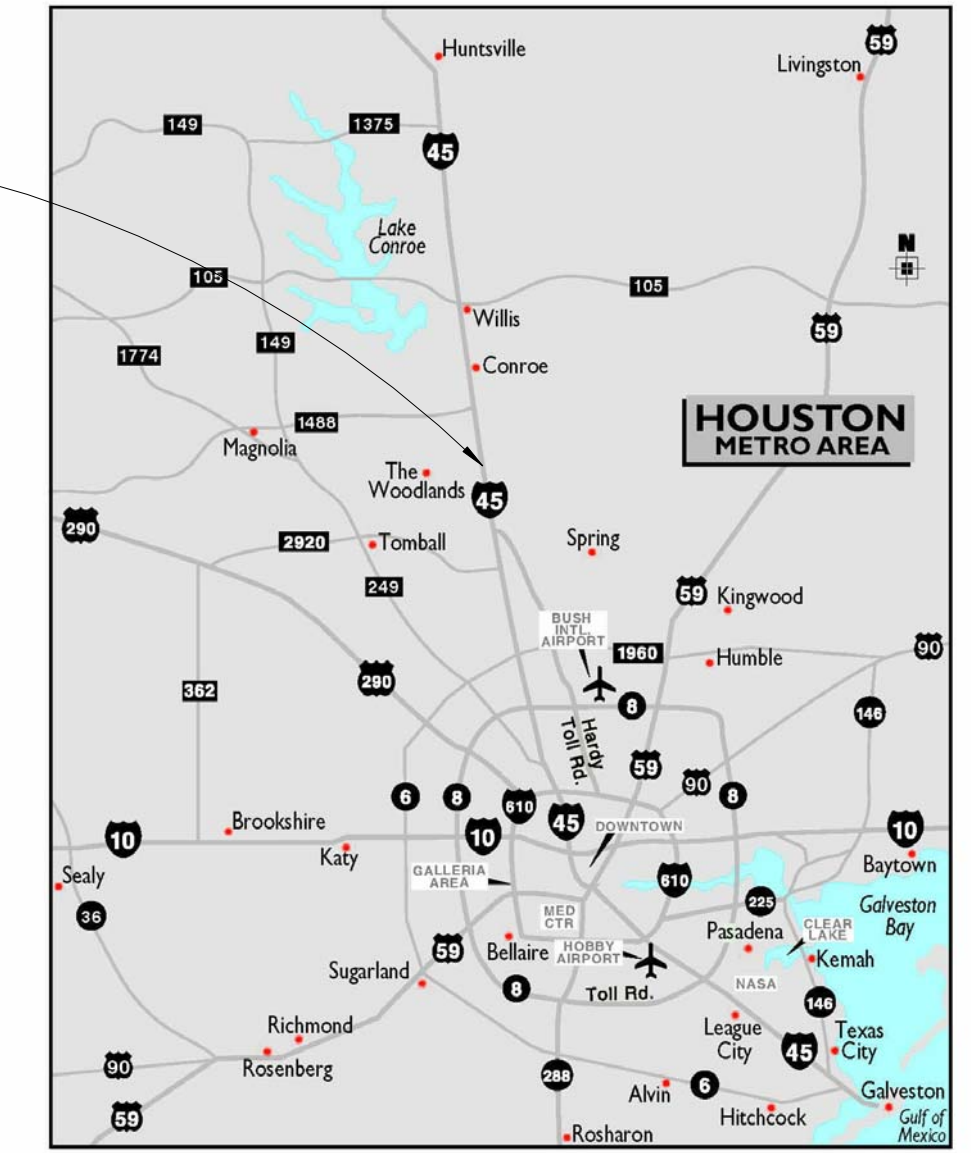 Huntsville
59
Livingston
149
1375
45
Lake
Conroe
N
105
105
Willis
59
149
1774
Conroe
HOUSTON
METRO AREA
1488
Magnolia
The
Woodlands
45
290
2920
Tomball
Spring
249
59
Kingwood
BUSH
INTL.
AIRPORT
1960
Humble
90
290
362
8
146
Hardy
Toll Rd.
59
90
6
8
610
8
45
10
Brookshire
10
DOWNTOWN
10
Katy
Baytown
Sealy
GALLERIA
AREA
610
36
225
Galveston
Bay
MED
CTR
Pasadena
CLEAR
LAKE
59
Bellaire
HOBBY
AIRPORT
Kemah
Sugarland
8
Toll Rd.
NASA
146
Richmond
League
City
Texas
City
45
90
Rosenberg
288
Alvin
6
Galveston
59
Hitchcock
Gulf of
Mexico
Rosharon